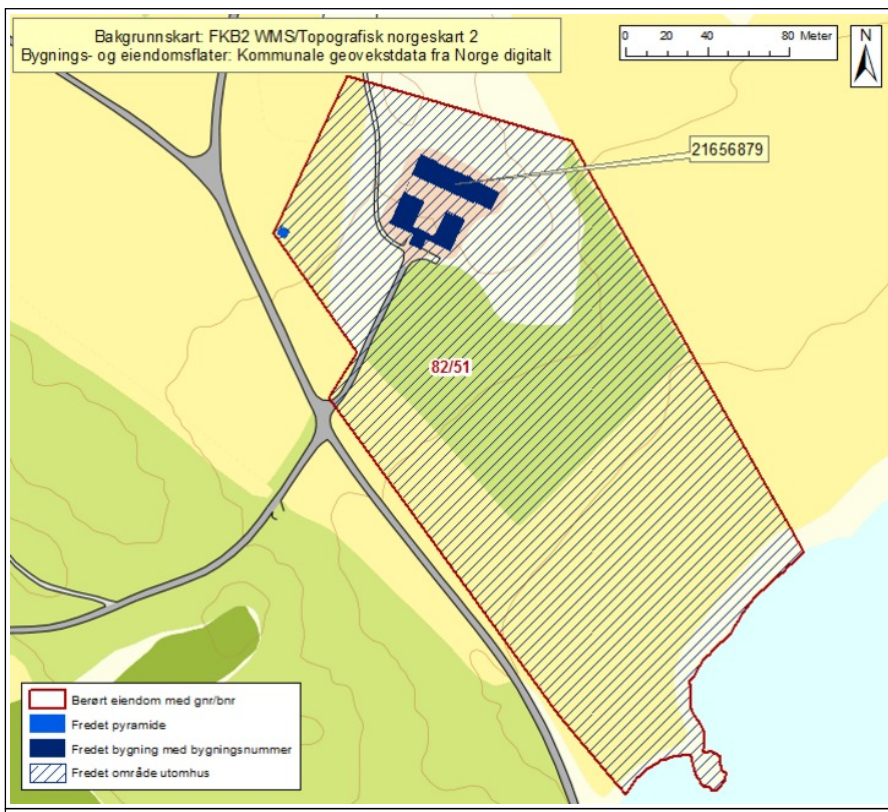 Bakgrunnskart: FKB2 WMS/Topografisk norgeskart 2
Bygnings- og eiendomsflater: Kommunale geovekstdata fra Norge digitalt
0 20 40 80 Meter
N
21656879
82/51
Berørt eiendom med gnr/bnr
Fredet pyramide
Fredet bygning med bygningsnummer
Fredet område utomhus